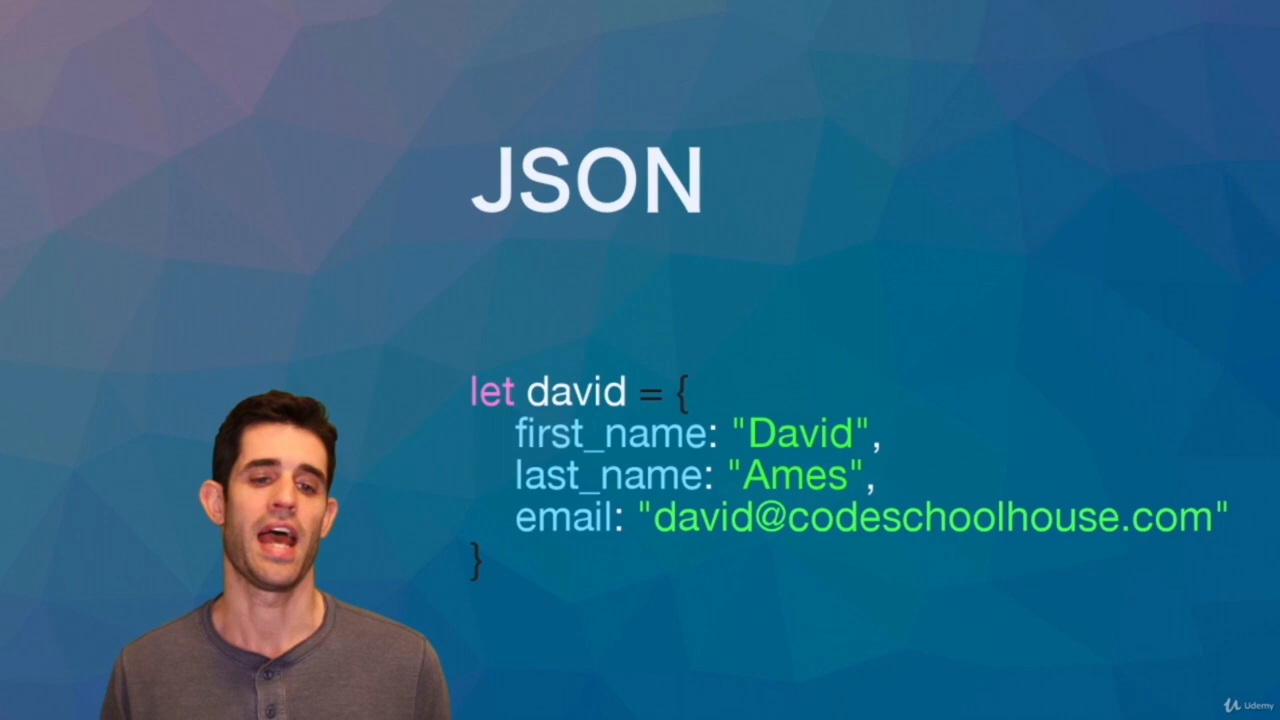 JSON
let david = {
first_name: "David",
last_name: "Ames",
email: "david@codeschoolhouse.com"
}
Udemy